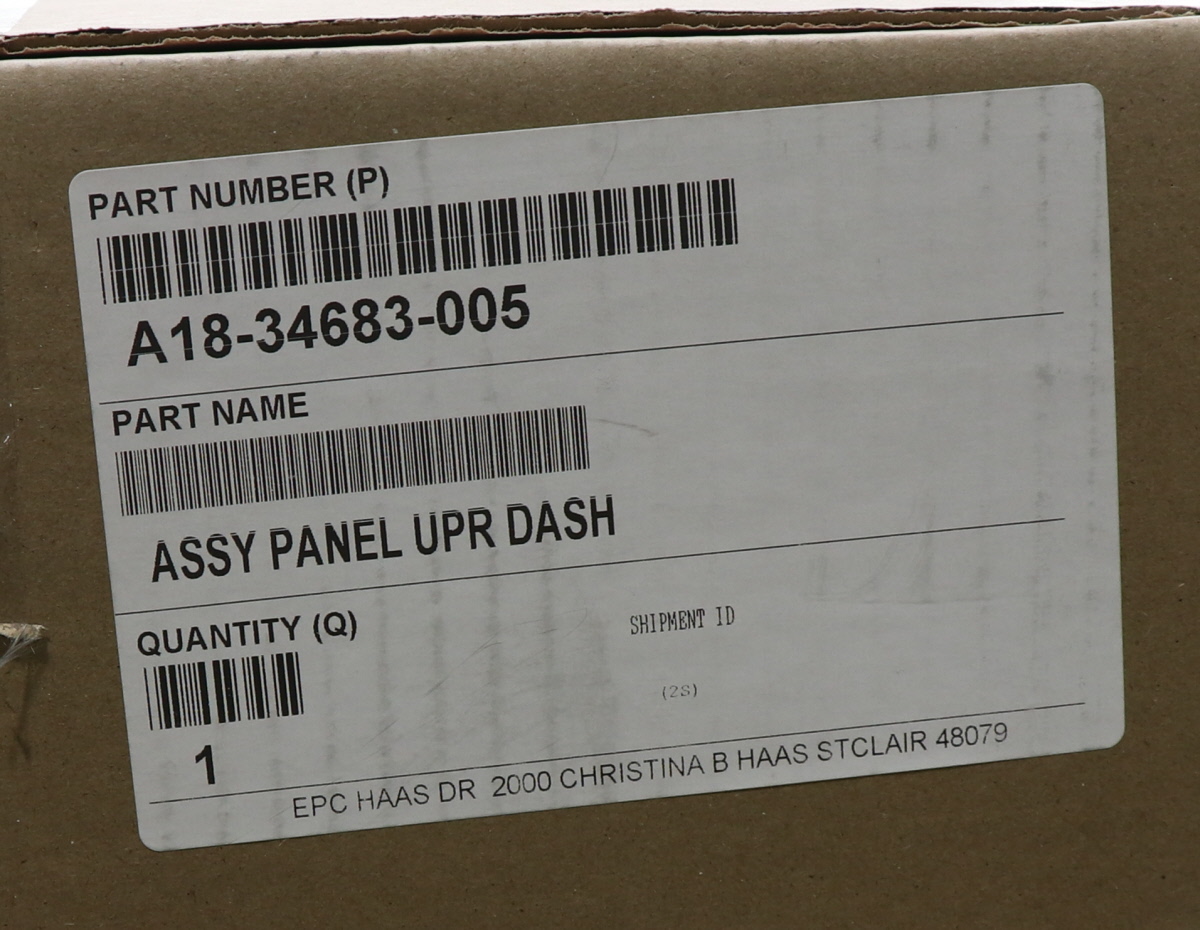 PART NUMBER (P)
A18-34683-005
PART NAME
ASSY PANEL UPR DASH
QUANTITY (Q)
SHIPMENT ID
(2S)
1
EPC HAAS DR 2000 CHRISTINA B HAAS STCLAIR 48079